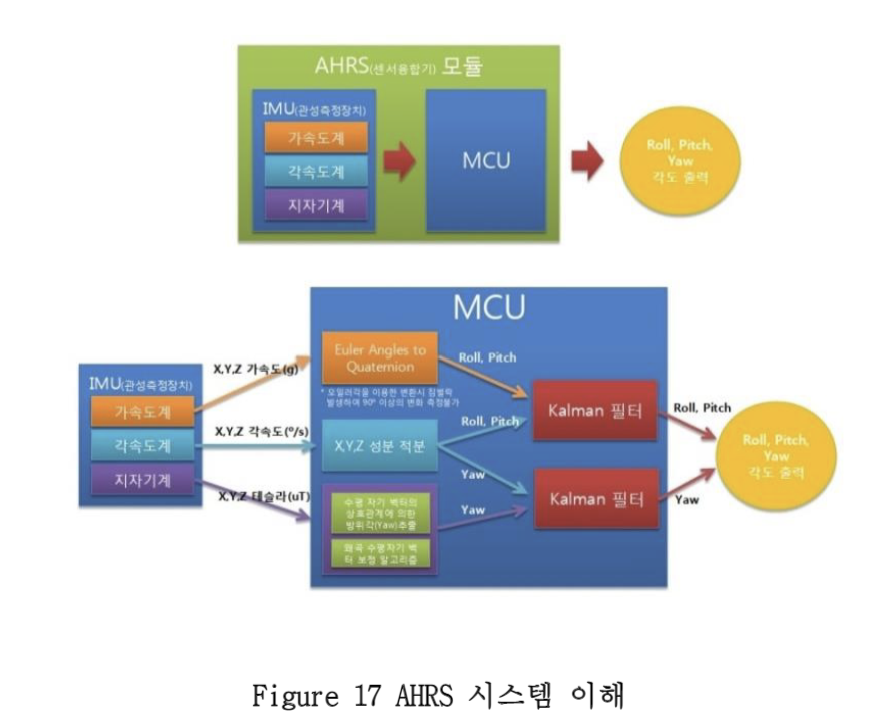 AHRS(센서융합기) 모듈
IMU(관성측정장치)
가속도계
각속도계
지자기계
MCU
Roll, Pitch,
Yaw
각도 출력
MCU
IMU(관성측정장치)
가속도계
각속도계
지자기계
X,Y,Z 가속도(g)
X,Y,Z 각속도(º/s)
X,Y,Z 테슬라(uT)
Euler Angles to
Quaternion
* 오일러각을 이용한 변환시 짐벌락
발생하여 90º 이상의 변화 측정불가
X,Y,Z 성분 적분
수평 자기 벡터의
상호관계에 의한
방위각(Yaw)추출
왜곡 수평자기 벡
터 보정 알고리즘
Roll, Pitch
Roll, Pitch
Yaw
Yaw
Kalman 필터
Kalman 필터
Roll, Pitch
Yaw
Roll, Pitch,
Yaw
각도 출력
Figure 17 AHRS 시스템 이해